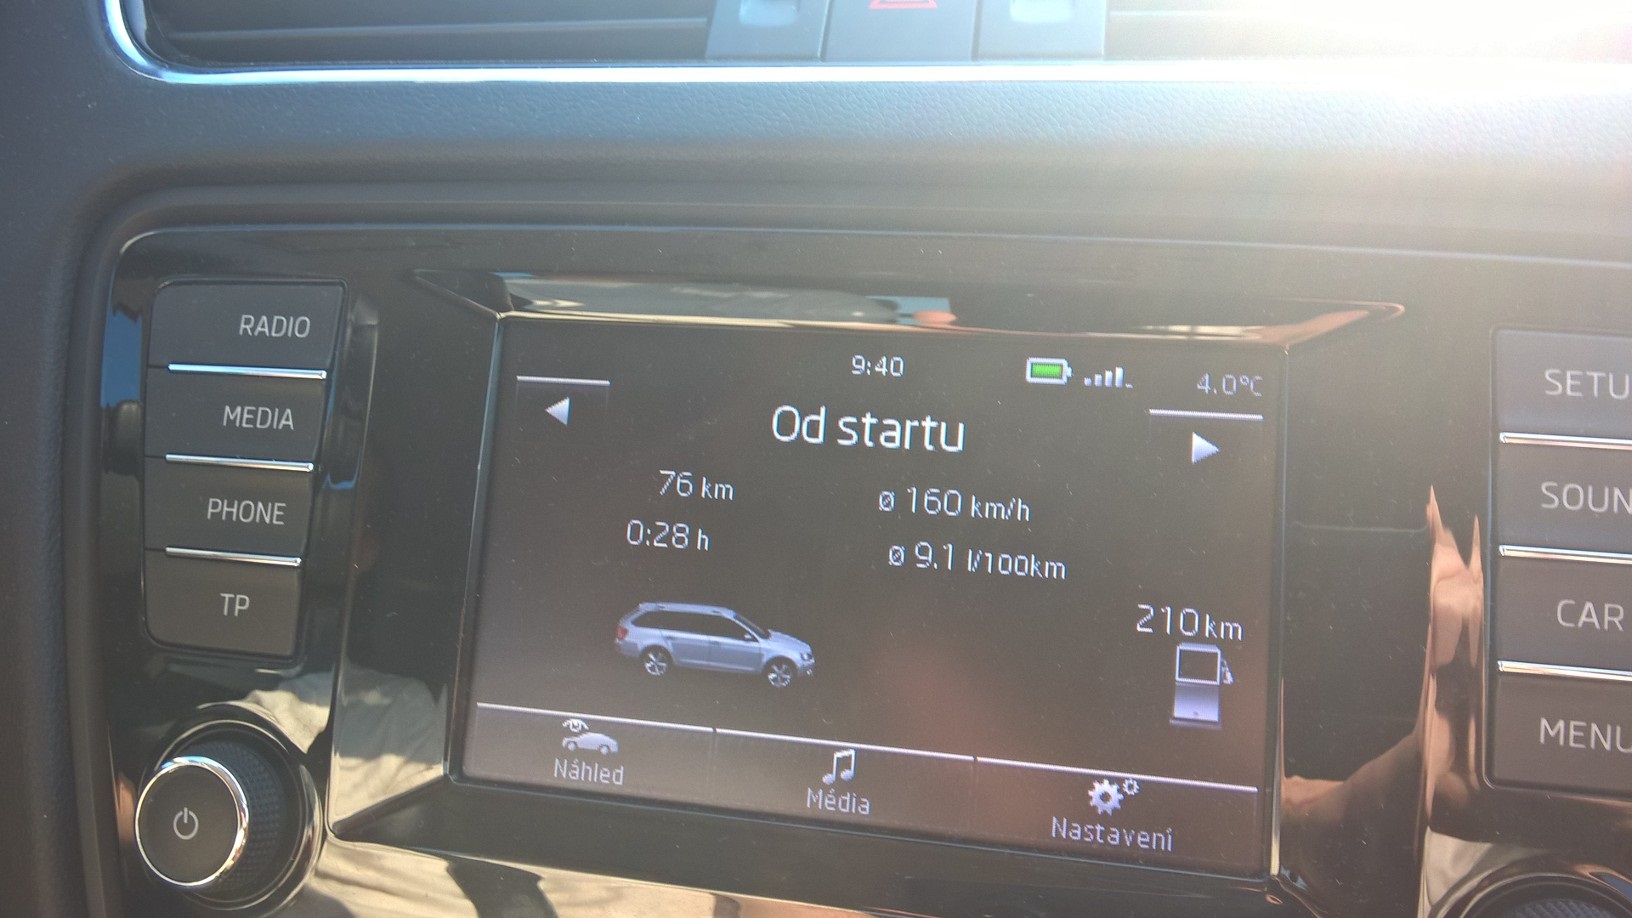 RADIO
MEDIA
PHONE
TP
9:40
4.0°C
Od startu
76 km
ø 160 km/h
0:28 h
ø 9.1 l/100km
210 km
Náhled
Média
Nastavení
SETU
SOUN
CAR
MENU